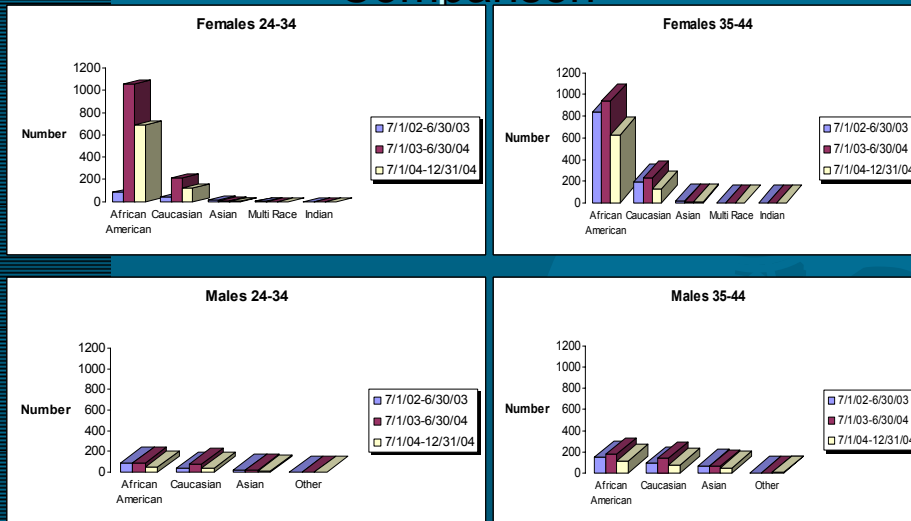 Comparison
Females 24-34
1200
1000
800
600
400
200
0
Number
African American
Caucasian
Asian
Multi Race
Indian
7/1/02-6/30/03
7/1/03-6/30/04
7/1/04-12/31/04
Females 35-44
1200
1000
800
600
400
200
0
Number
African American
Caucasian
Asian
Multi Race
Indian
7/1/02-6/30/03
7/1/03-6/30/04
7/1/04-12/31/04
Males 24-34
1200
1000
800
600
400
200
0
Number
African American
Caucasian
Asian
Other
7/1/02-6/30/03
7/1/03-6/30/04
7/1/04-12/31/04
Males 35-44
1200
1000
800
600
400
200
0
Number
African American
Caucasian
Asian
Other
7/1/02-6/30/03
7/1/03-6/30/04
7/1/04-12/31/04